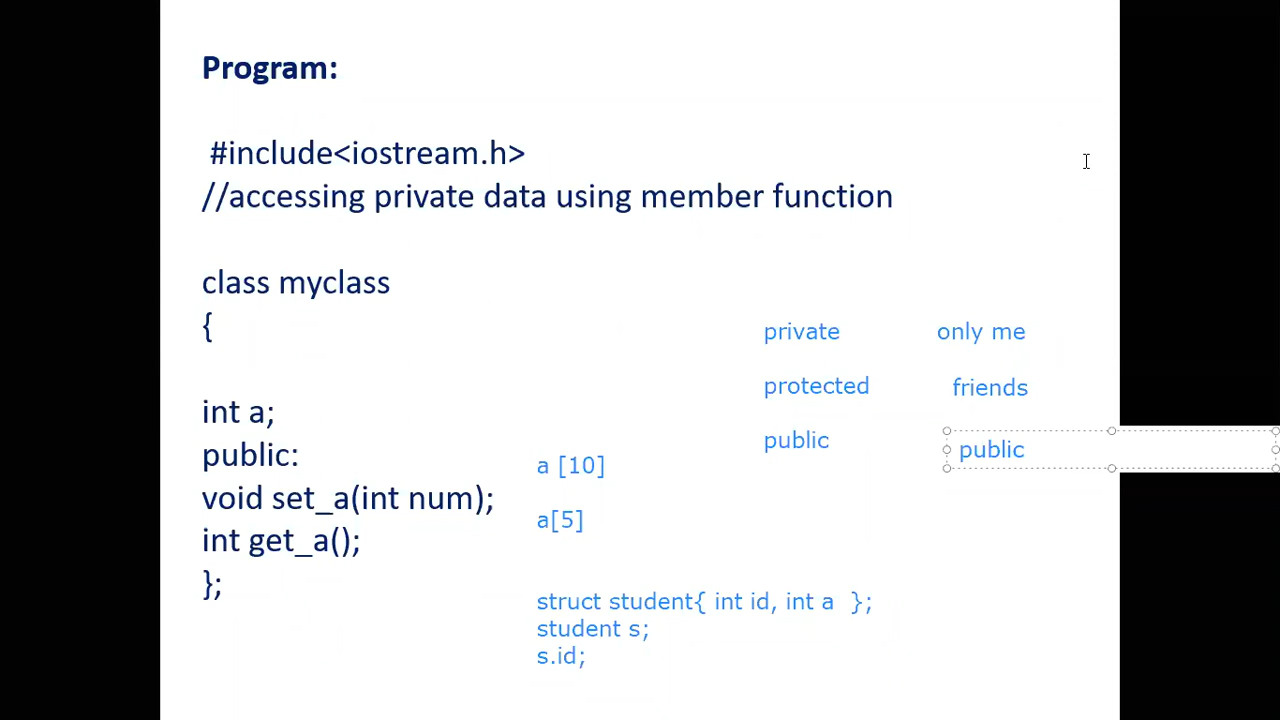 Program:
#include<iostream.h>
//accessing private data using member function
class myclass
{
int a;
public:
void set_a(int num);
int get_a();
};
private only me
protected friends
public public
a [10]
a[5]
struct student{ int id, int a };
student s;
s.id;